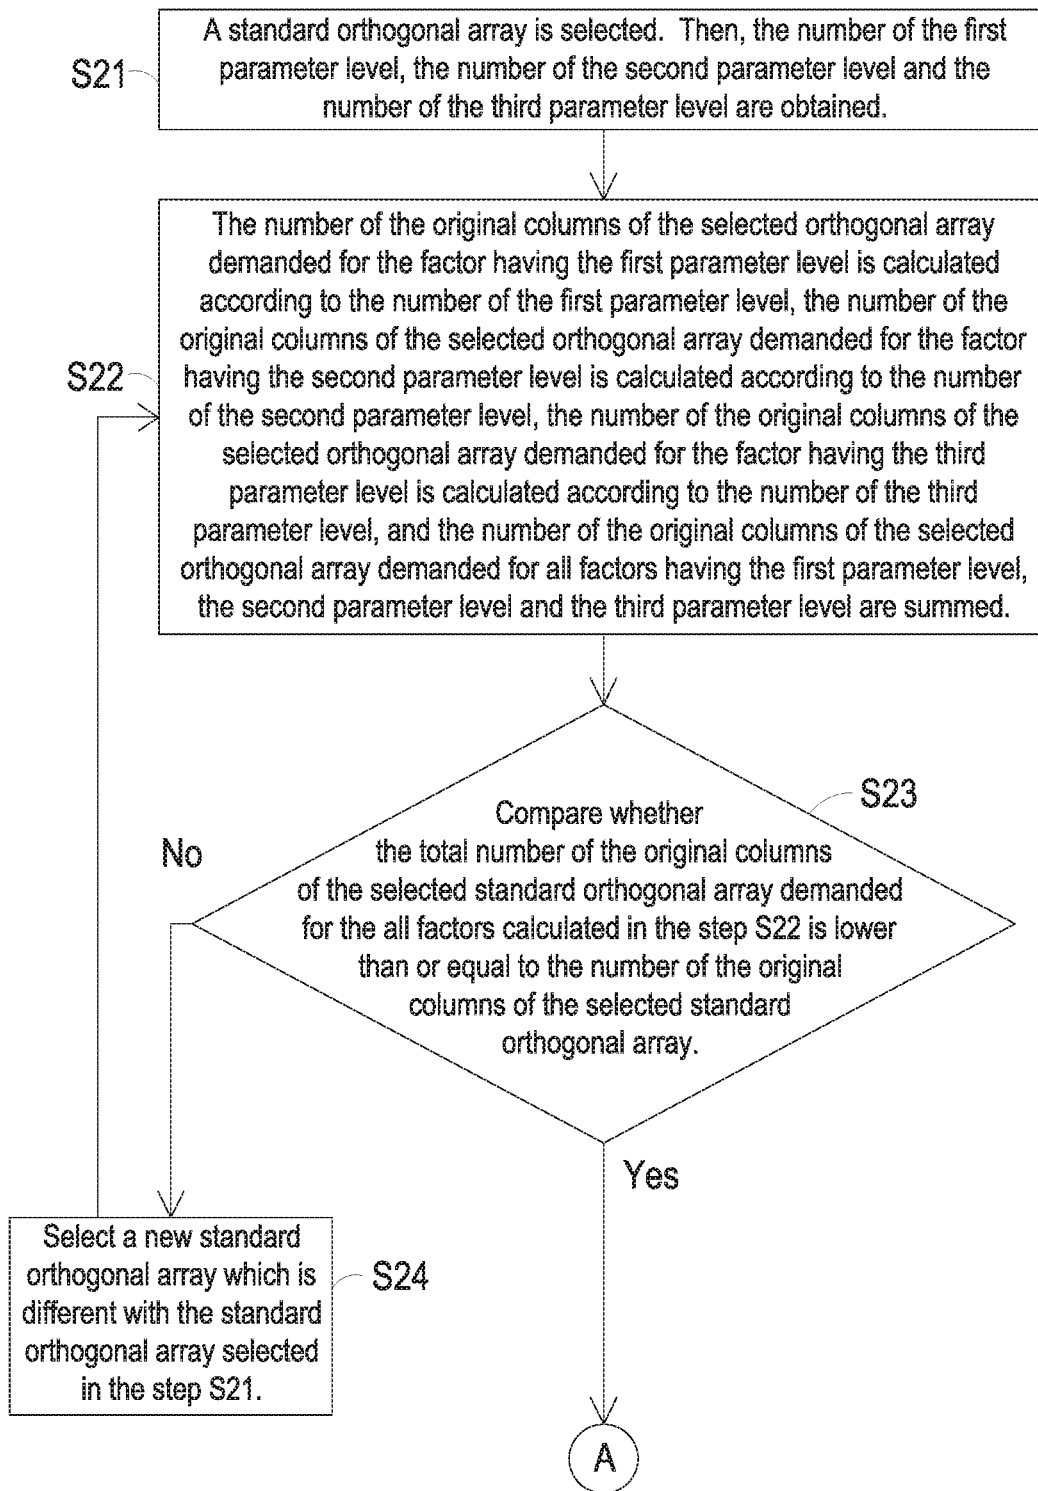 A standard orthogonal array is selected. Then, the number of the first
parameter level, the number of the second parameter level and the
number of the third parameter level are obtained.
S21
The number of the original columns of the selected orthogonal array
demanded for the factor having the first parameter level is calculated
according to the number of the first parameter level, the number of the
original columns of the selected orthogonal array demanded for the factor
having the second parameter level is calculated according to the number
of the second parameter level, the number of the original columns of the
selected orthogonal array demanded for the factor having the third
parameter level is calculated according to the number of the third
parameter level, and the number of the original columns of the selected
orthogonal array demanded for all factors having the first parameter level,
the second parameter level and the third parameter level are summed.
S22
Compare whether
the total number of the original columns
of the selected standard orthogonal array demanded
for the all factors calculated in the step S22 is lower
than or equal to the number of the original
columns of the selected standard
orthogonal array.
S23
No
Yes
Select a new standard
orthogonal array which is
different with the standard
orthogonal array selected
in the step S21.
S24
A